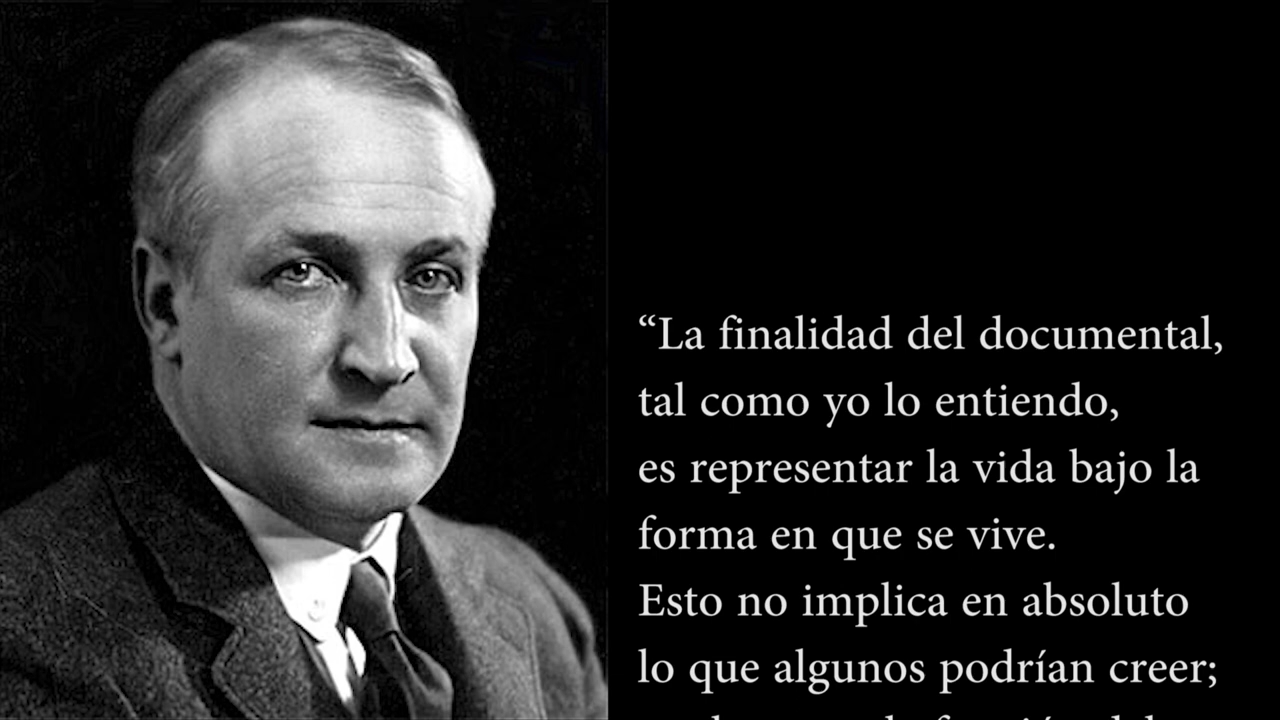 “La finalidad del documental,
tal como yo lo entiendo,
es representar la vida bajo la
forma en que se vive.
Esto no implica en absoluto
lo que algunos podrían creer;